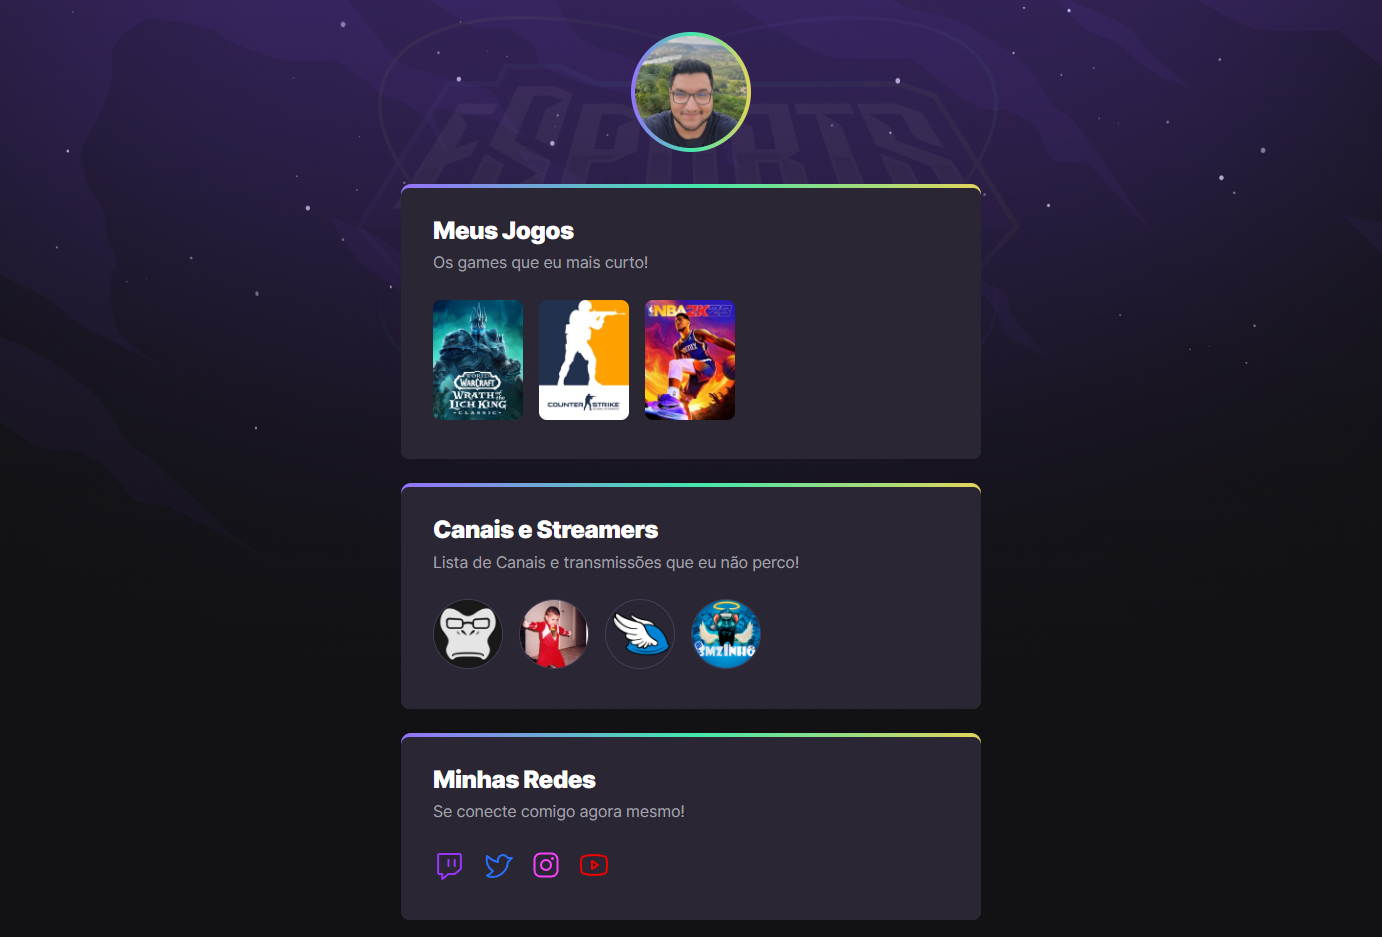 ESPORTS
Meus Jogos
Os games que eu mais curto!
WORLD
WARCRAFT
WRATH of the
LICH KING
CLASSIC
COUNTER STRIKE
NBA 2K23
Canais e Streamers
Lista de Canais e transmissões que eu não perco!
SMZINHO
Minhas Redes
Se conecte comigo agora mesmo!